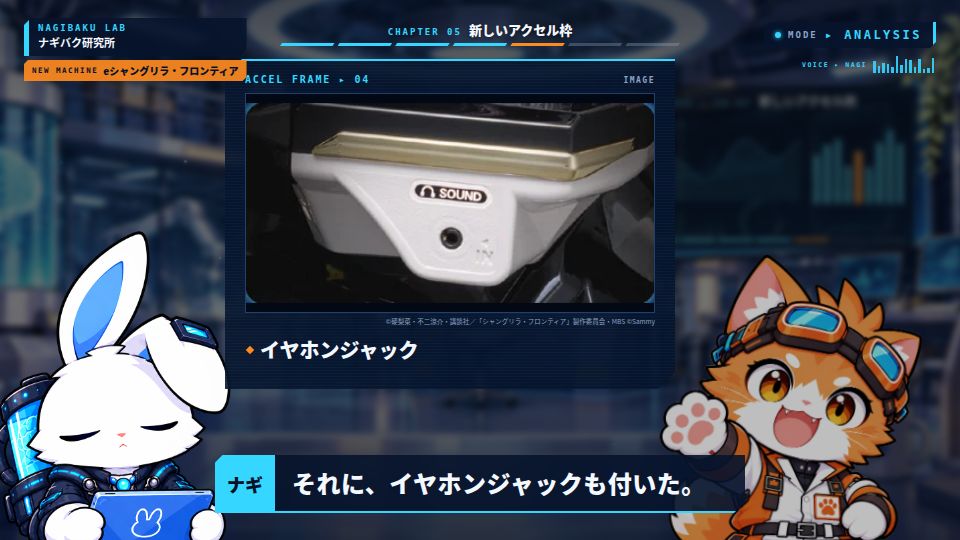 NAGIBAKU LAB
ナギバク研究所
NEW MACHINE eシャングリラ・フロンティア
CHAPTER 05 新しいアクセル枠
MODE ▸ ANALYSIS
VOICE ▸ NAGI
ACCEL FRAME ▸ 04
IMAGE
SOUND
©硬梨菜・不二涼介・講談社／「シャングリラ・フロンティア」製作委員会・MBS ©Sammy
イヤホンジャック
ナギ
それに、イヤホンジャックも付いた。